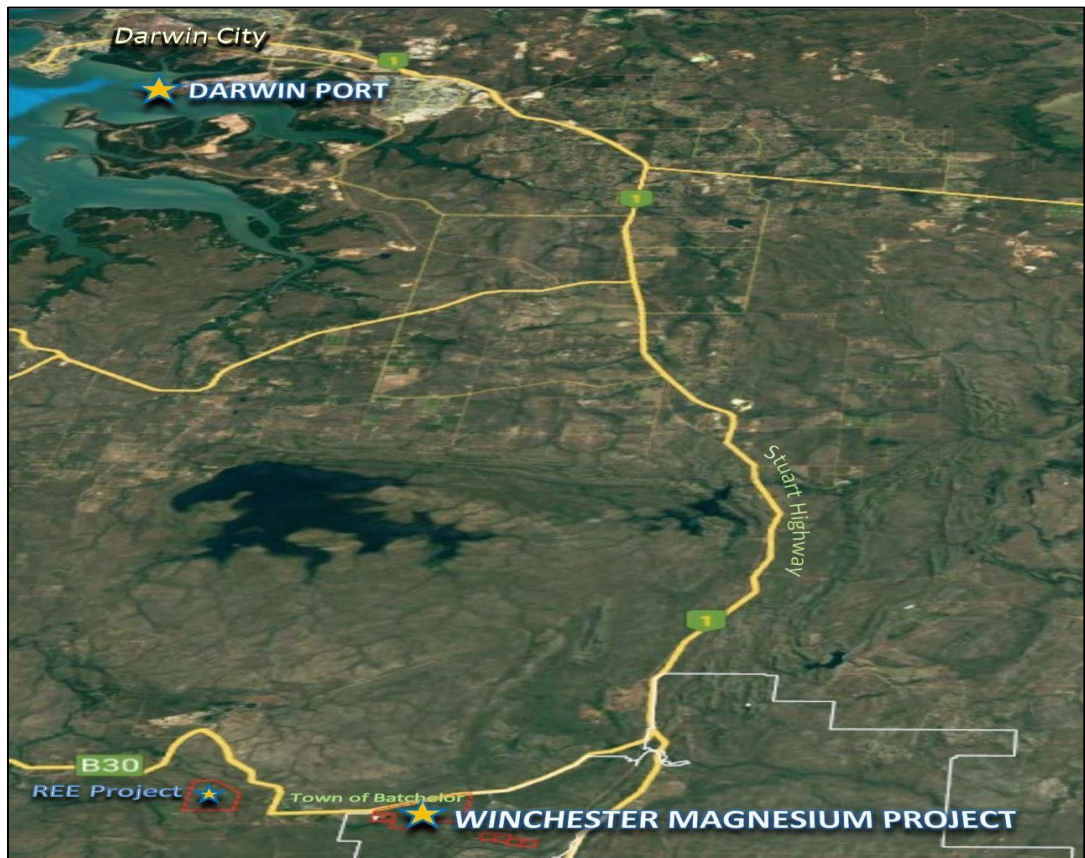 Darwin City
1
DARWIN PORT
1
Stuart Highway
1
B30
REE Project
Town of Batchelor
WINCHESTER MAGNESIUM PROJECT